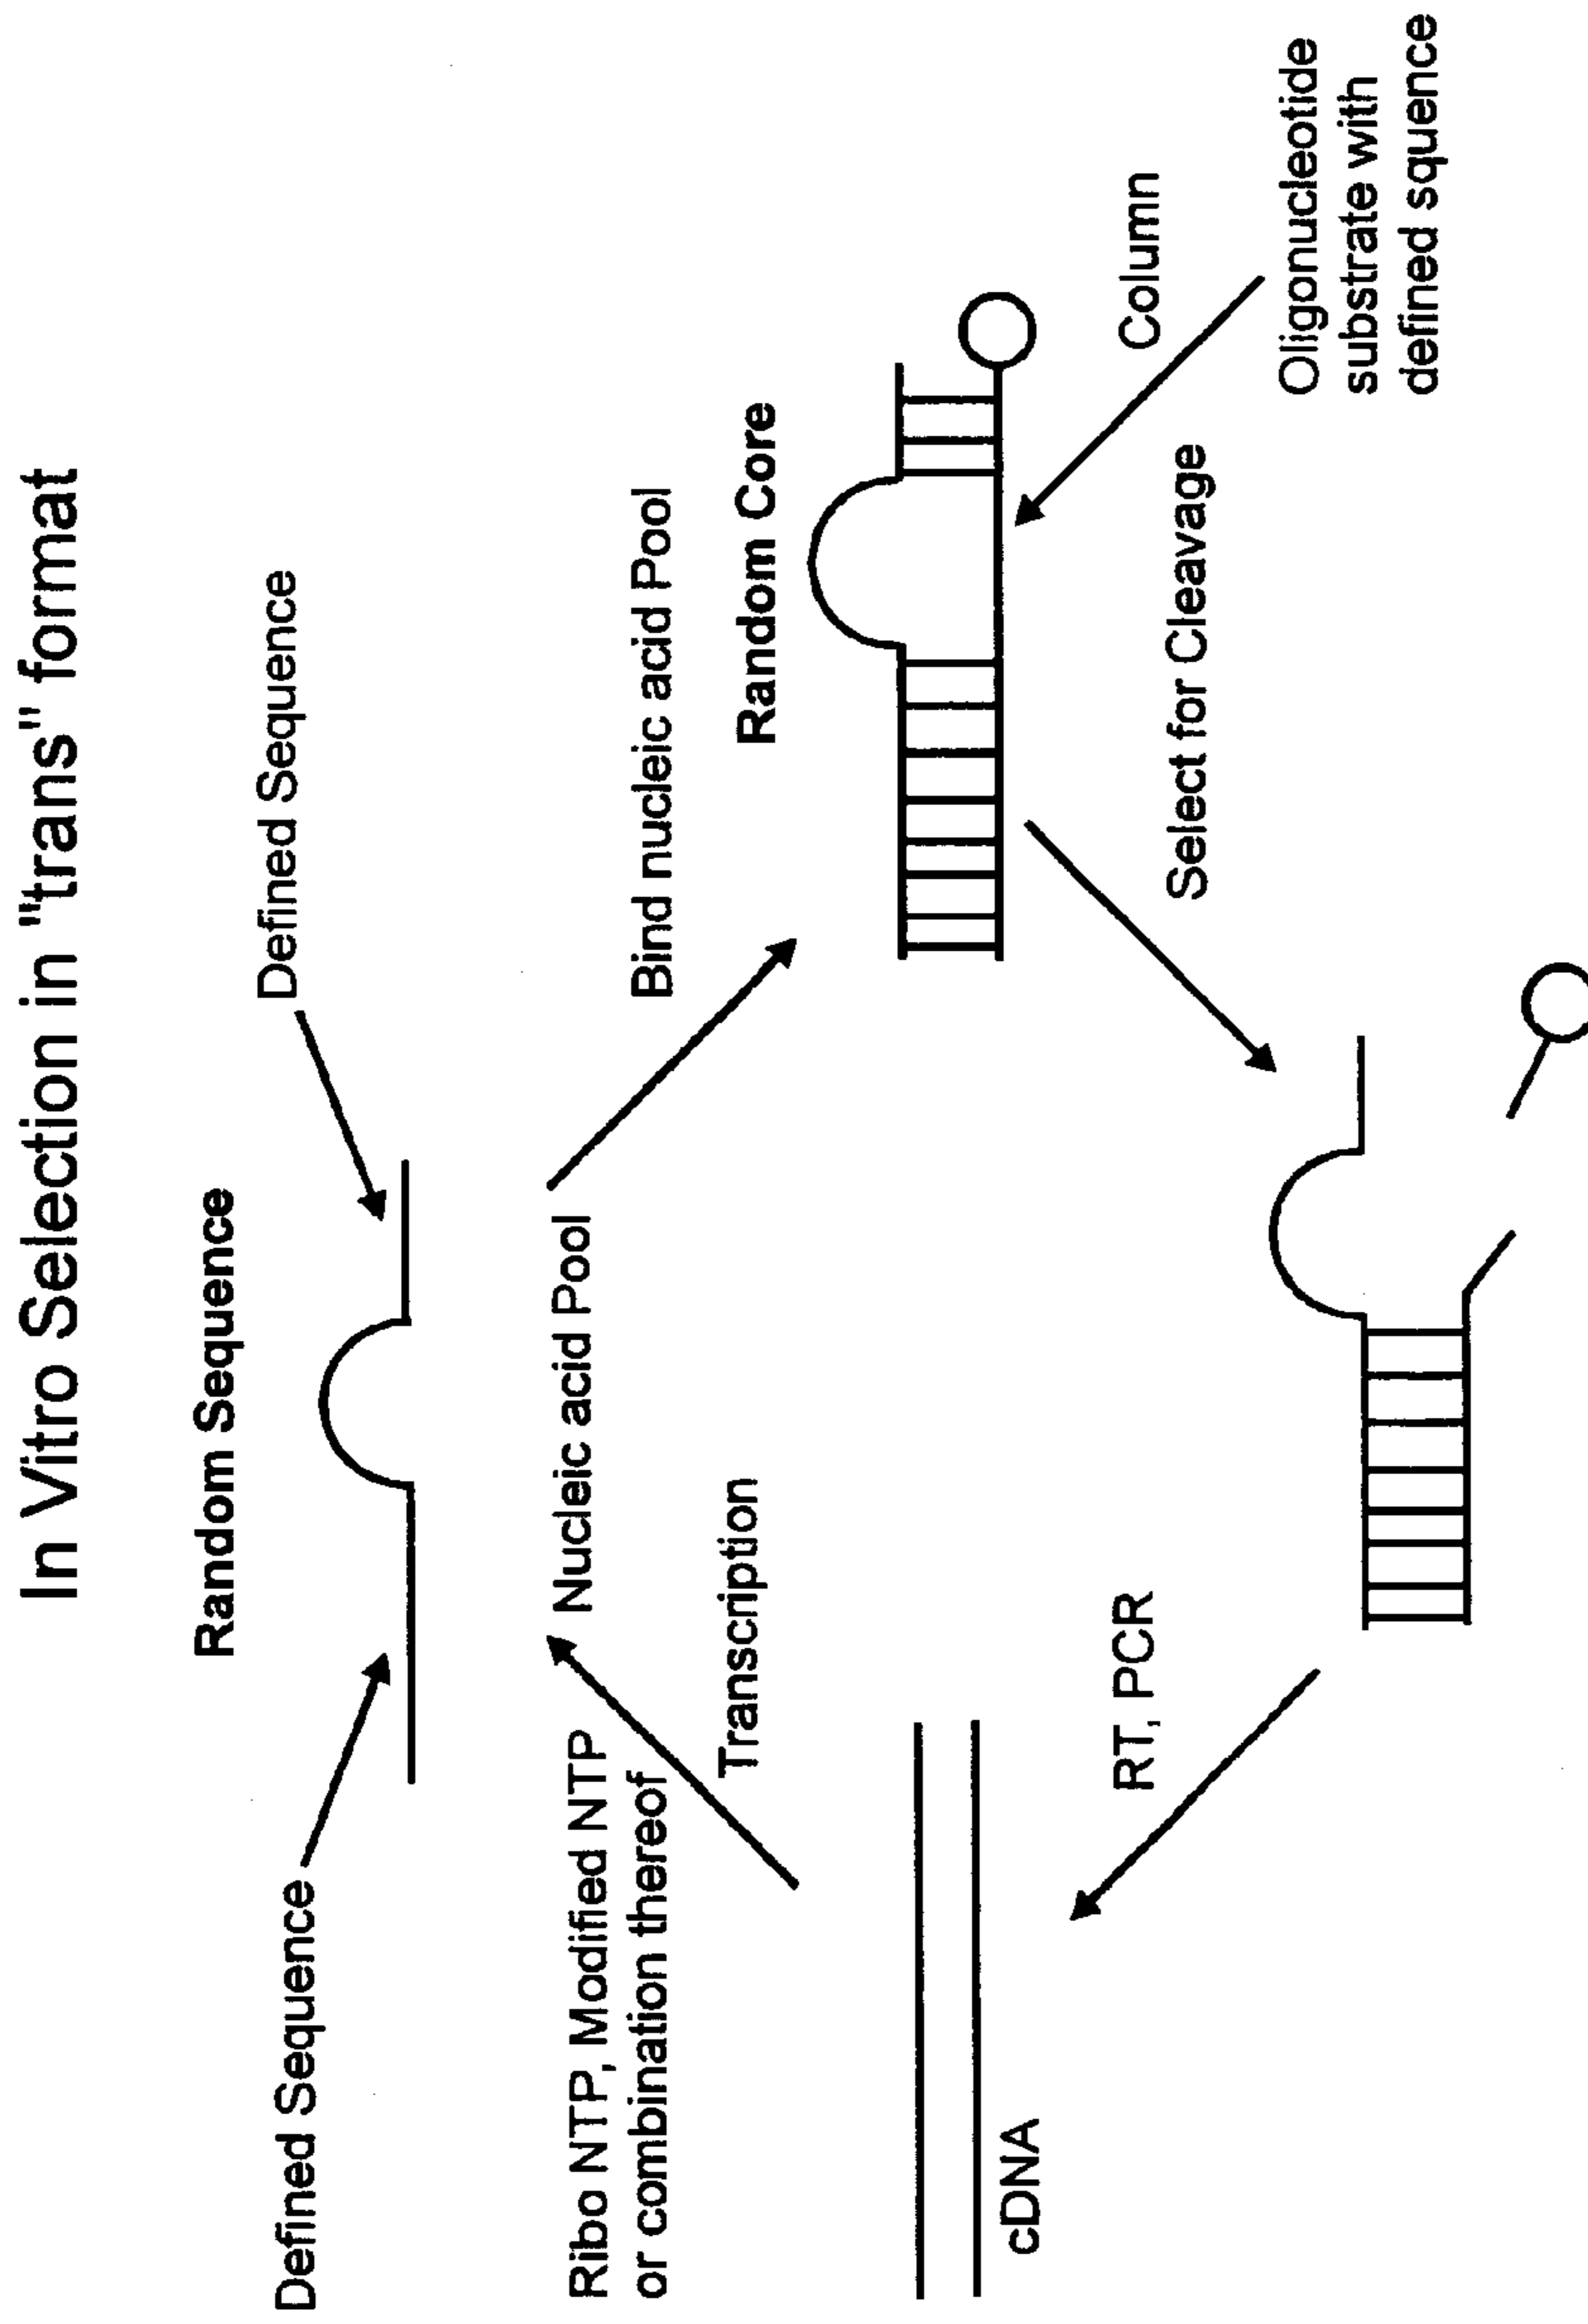 In Vitro Selection in "trans" format
Random Sequence
Defined Sequence
Defined Sequence
Nucleic acid Pool
Ribo NTP, Modified NTP
or combination thereof
Transcription
Bind nucleic acid Pool
Random Core
Column
Oligonucleotide
substrate with
defined squence
Select for Cleavage
RT, PCR
cDNA